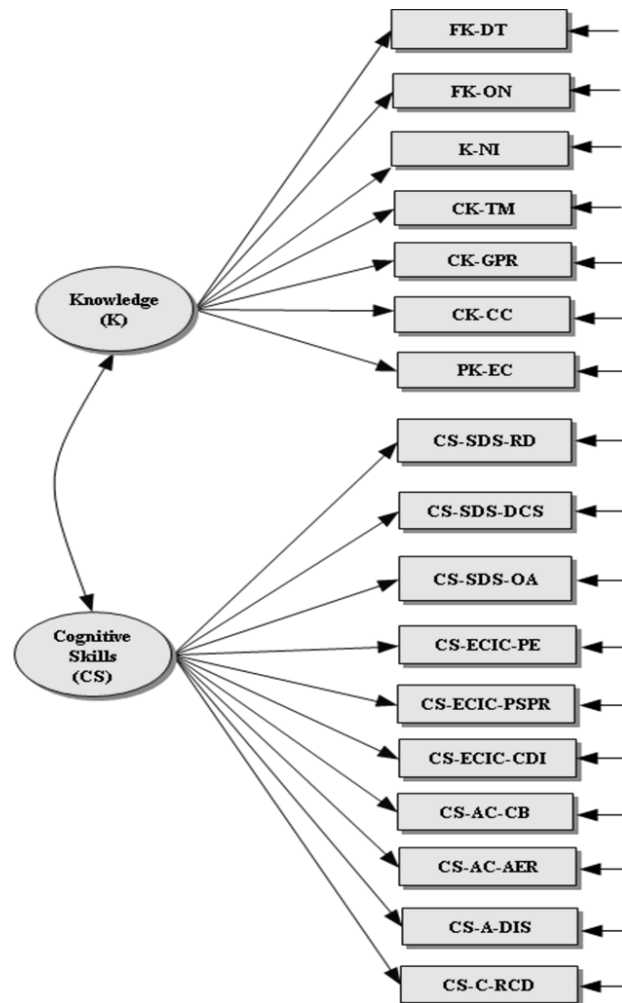 FK-DT
FK-ON
K-NI
CK-TM
CK-GPR
Knowledge
(K)
CK-CC
PK-EC
CS-SDS-RD
CS-SDS-DCS
CS-SDS-OA
Cognitive
Skills
(CS)
CS-ECIC-PE
CS-ECIC-PSPR
CS-ECIC-CDI
CS-AC-CB
CS-AC-AER
CS-A-DIS
CS-C-RCD